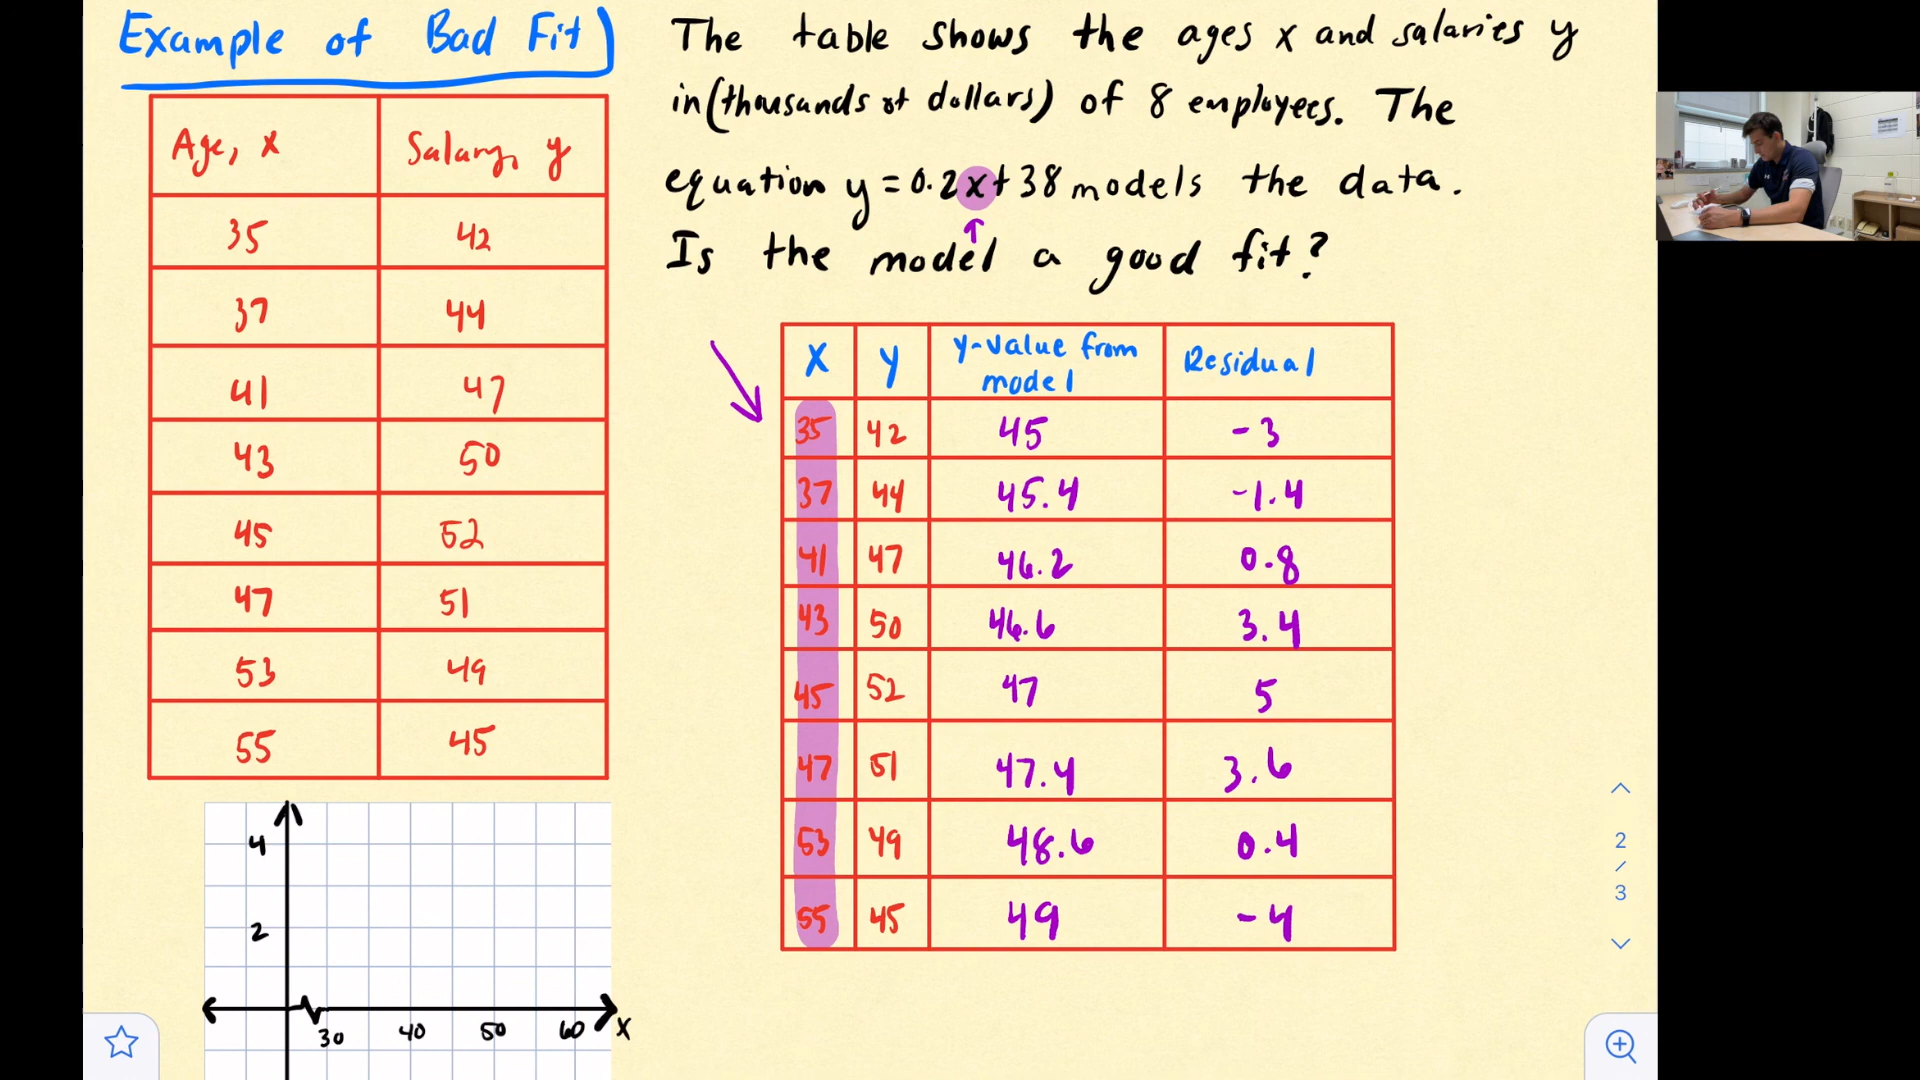 Example of Bad Fit
Age, x Salary, y
35 42
37 44
41 47
43 50
45 52
47 51
53 49
55 45
The table shows the ages x and salaries y
in (thousands of dollars) of 8 employees. The
equation y = 0.2x + 38 models the data.
Is the model a good fit?
X Y y-value from model Residual
35 42 45 -3
37 44 45.4 -1.4
41 47 46.2 0.8
43 50 46.6 3.4
45 52 47 5
47 51 47.4 3.6
53 49 48.6 0.4
55 45 49 -4
4
2
30 40 50 60 x
2
/
3